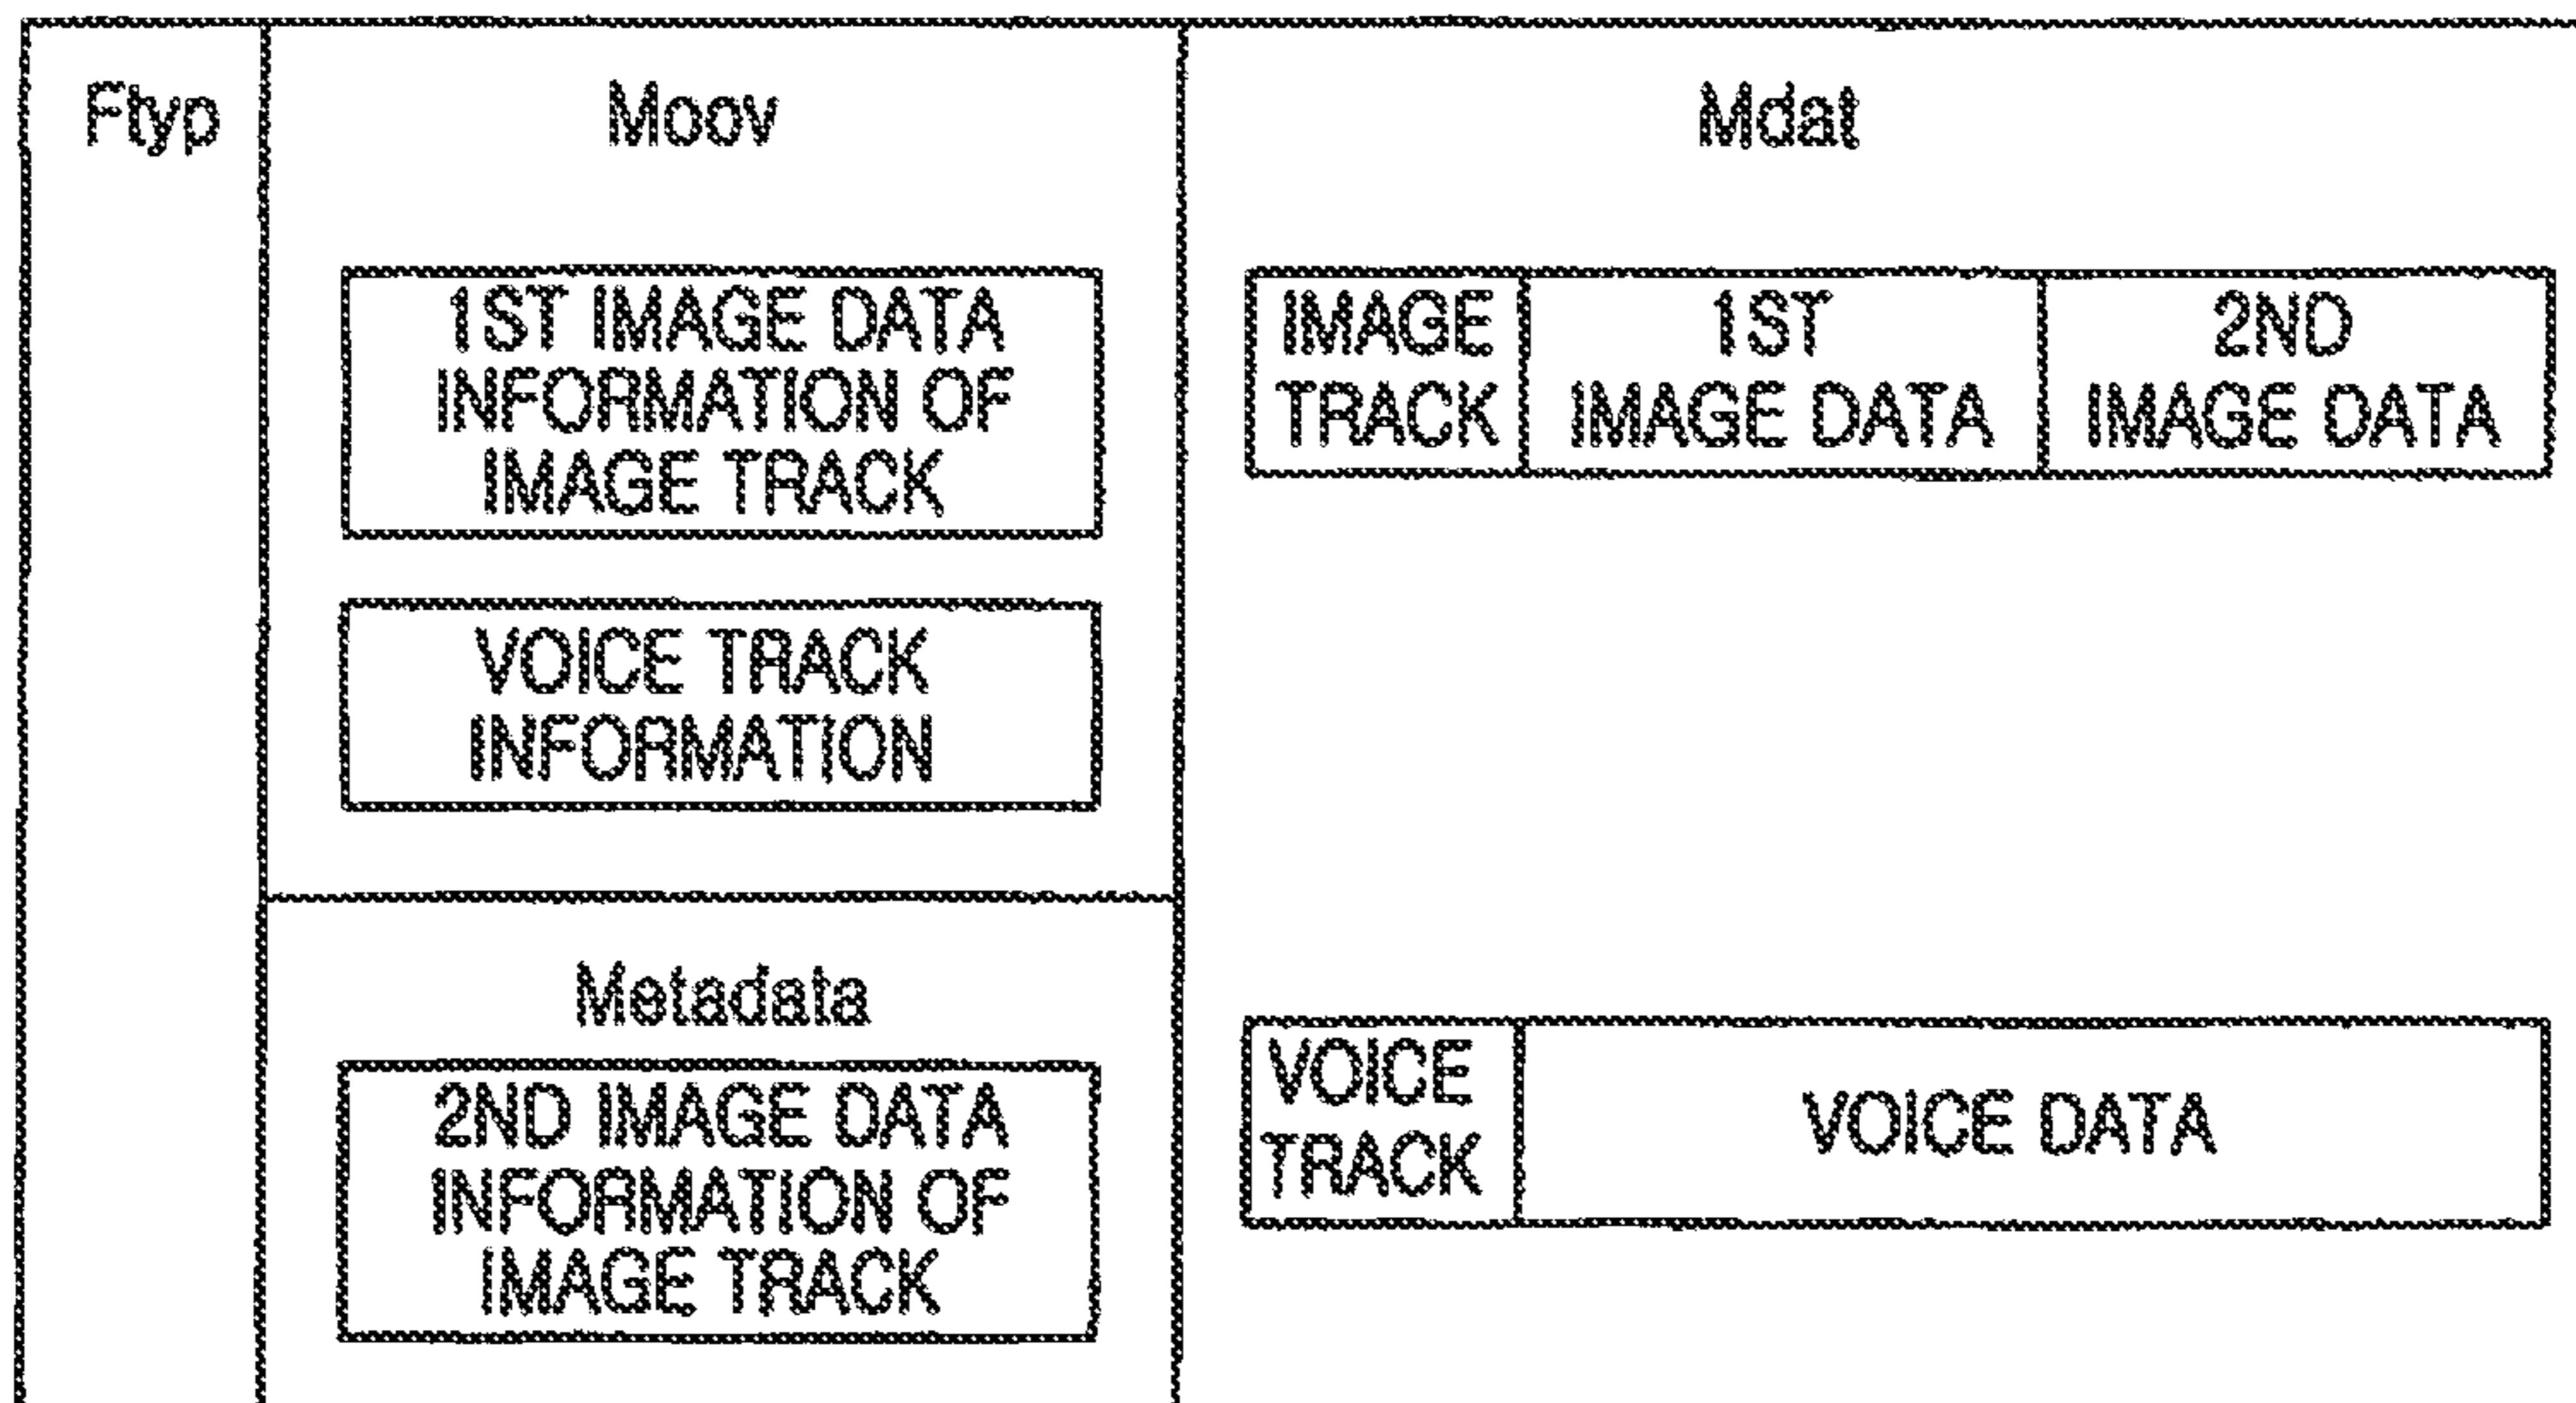 Ftyp
Moov
1ST IMAGE DATA
INFORMATION OF
IMAGE TRACK
VOICE TRACK
INFORMATION
Metadata
2ND IMAGE DATA
INFORMATION OF
IMAGE TRACK
Mdat
IMAGE
TRACK
1ST
IMAGE DATA
2ND
IMAGE DATA
VOICE
TRACK
VOICE DATA